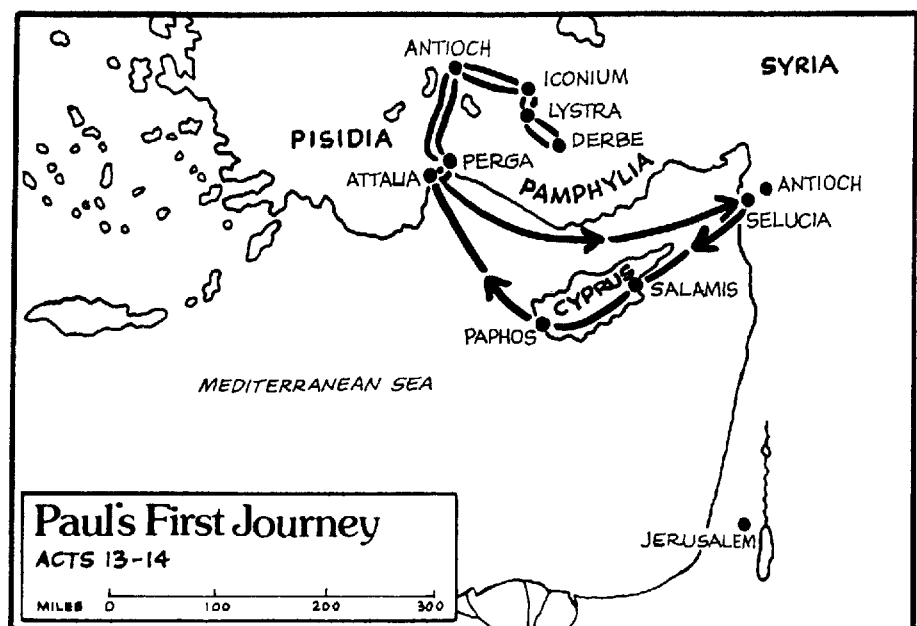 ANTIOCH
SYRIA
ICONIUM
LYSTRA
PISIDIA
DERBE
PERGA
PAMPHYLIA
ATTALIA
ANTIOCH
SELUCIA
CYPRUS
SALAMIS
PAPHOS
MEDITERRANEAN SEA
Paul's First Journey
ACTS 13-14
JERUSALEM
MILES 0 100 200 300